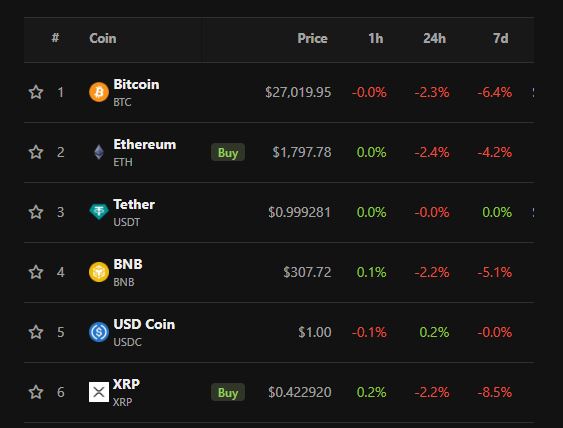 # Coin Price 1h 24h 7d
1 Bitcoin BTC $27,019.95 -0.0% -2.3% -6.4%
2 Ethereum ETH Buy $1,797.78 0.0% -2.4% -4.2%
3 Tether USDT $0.999281 0.0% -0.0% 0.0%
4 BNB BNB $307.72 0.1% -2.2% -5.1%
5 USD Coin USDC $1.00 -0.1% 0.2% -0.0%
6 XRP XRP Buy $0.422920 0.2% -2.2% -8.5%